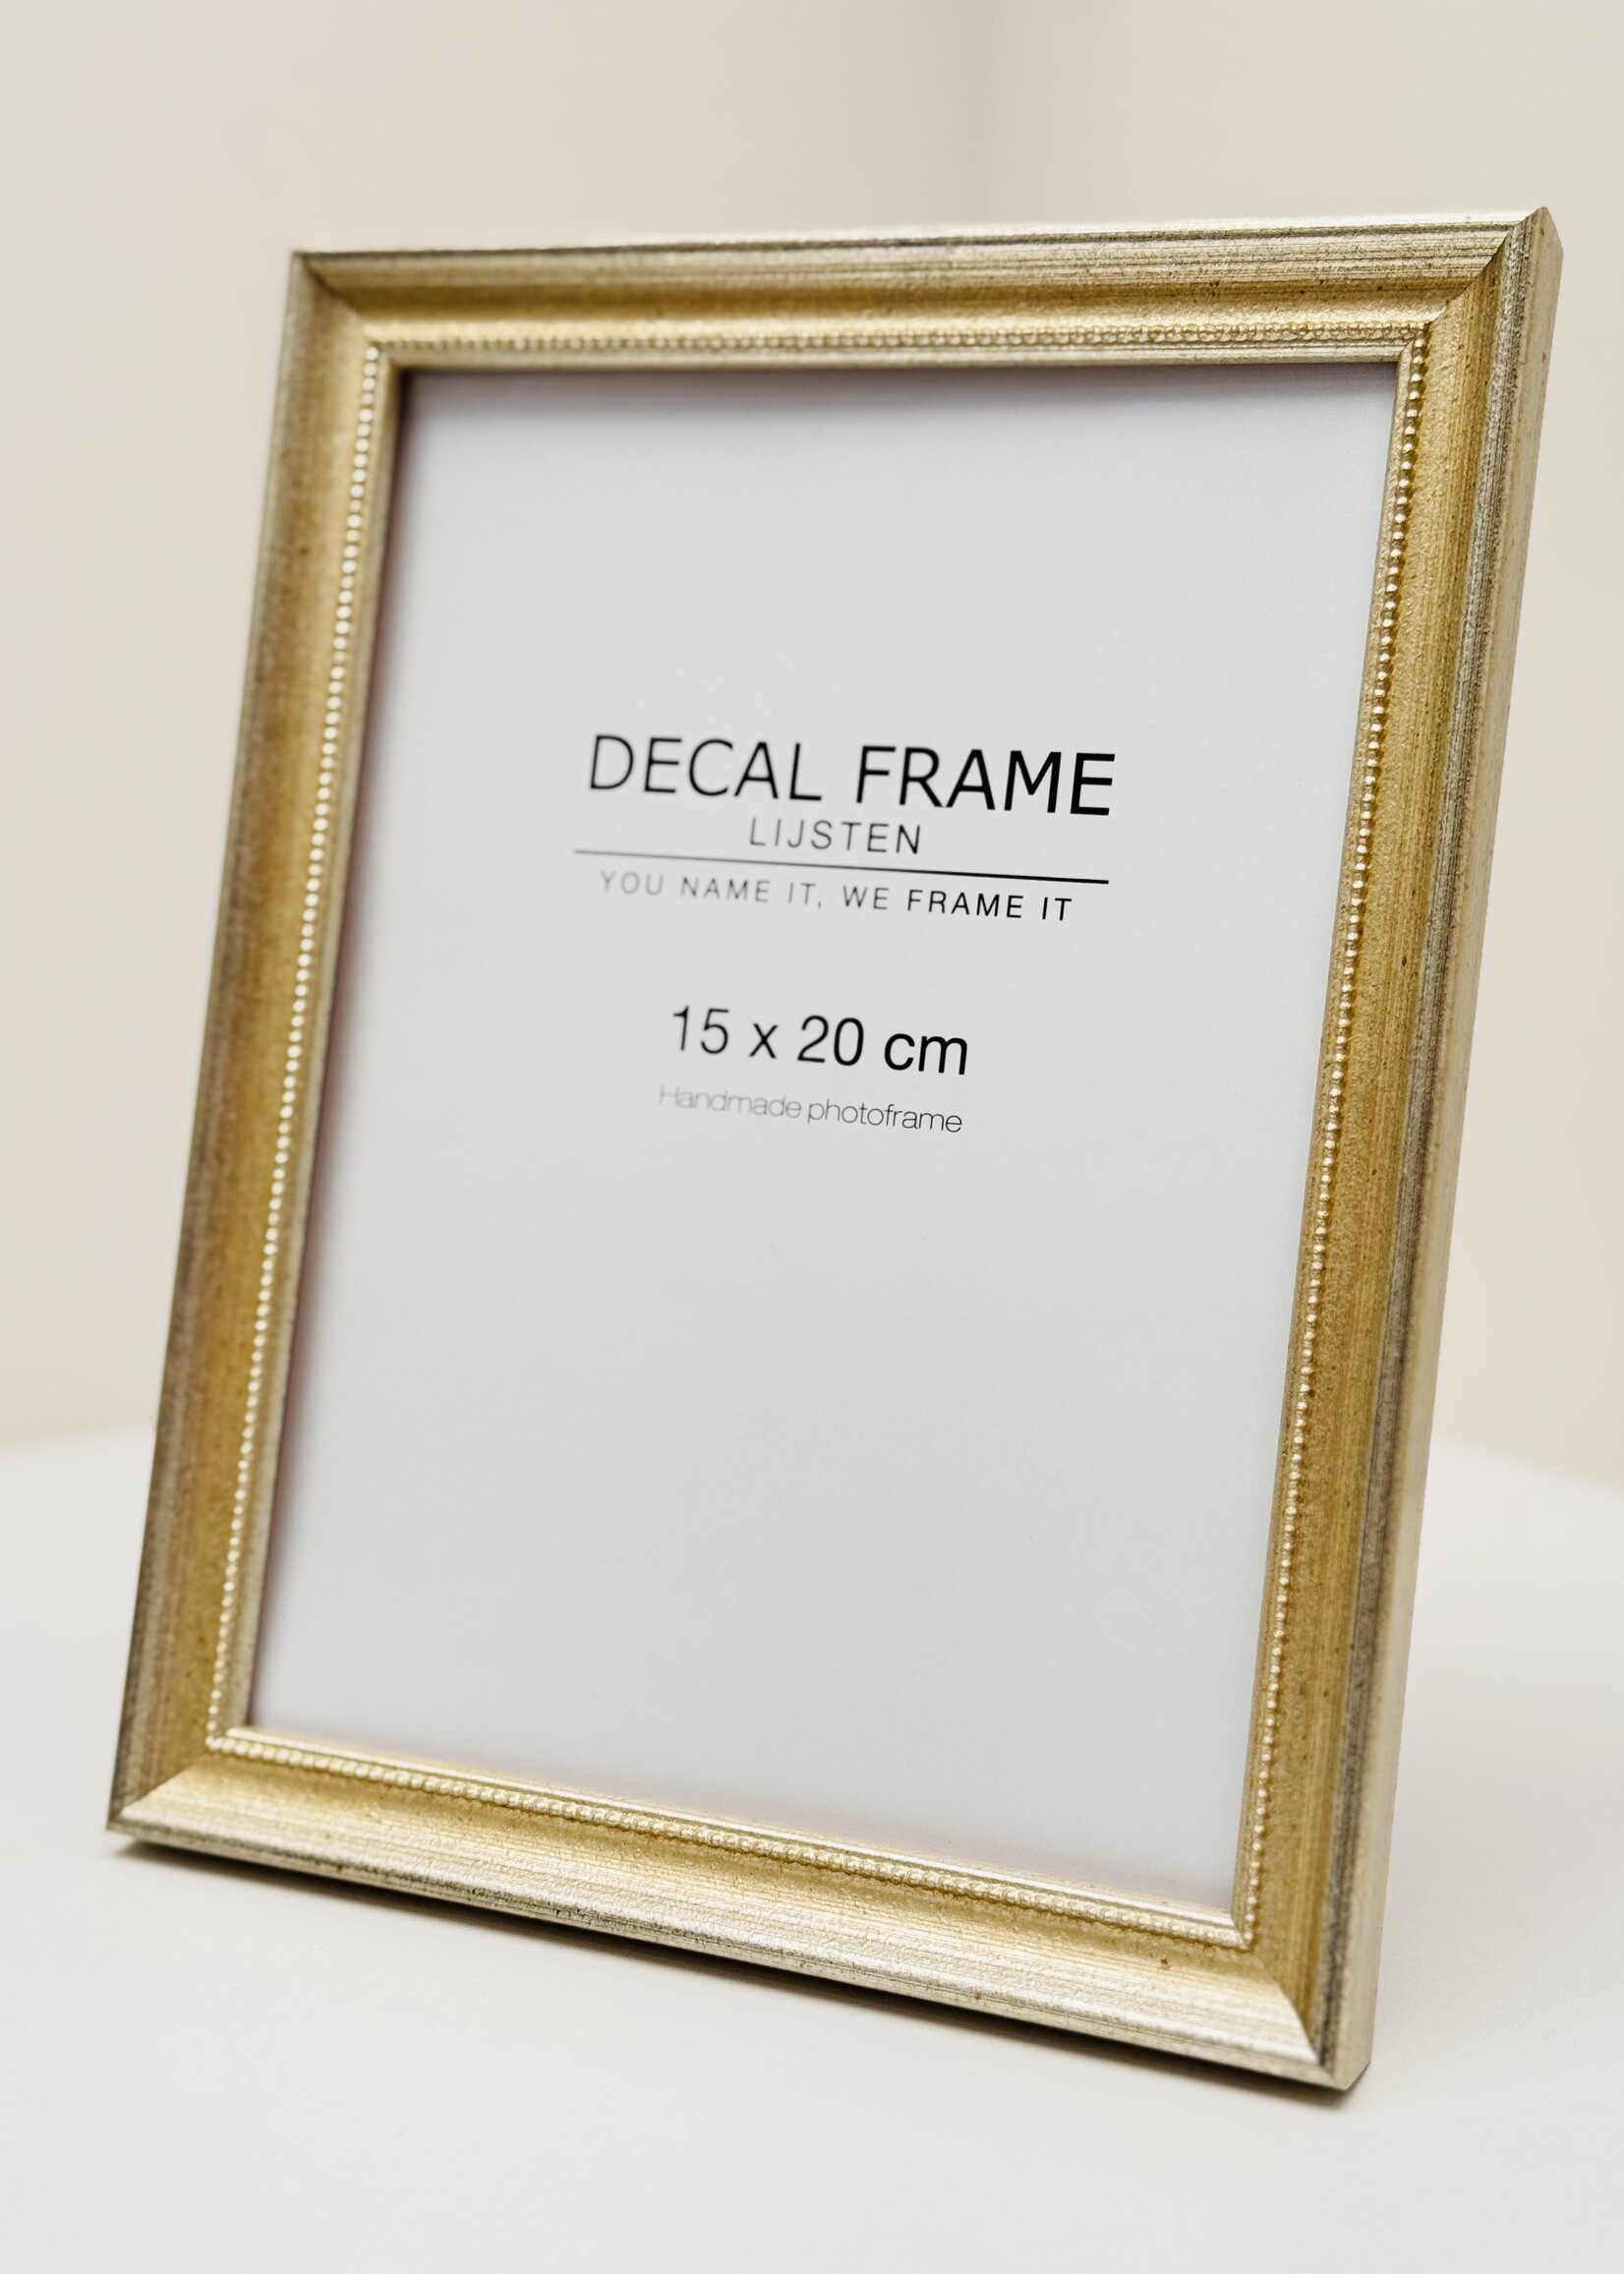 DECAL FRAME
LIJSTEN
YOU NAME IT, WE FRAME IT
15 x 20 cm
Handmade photoframe